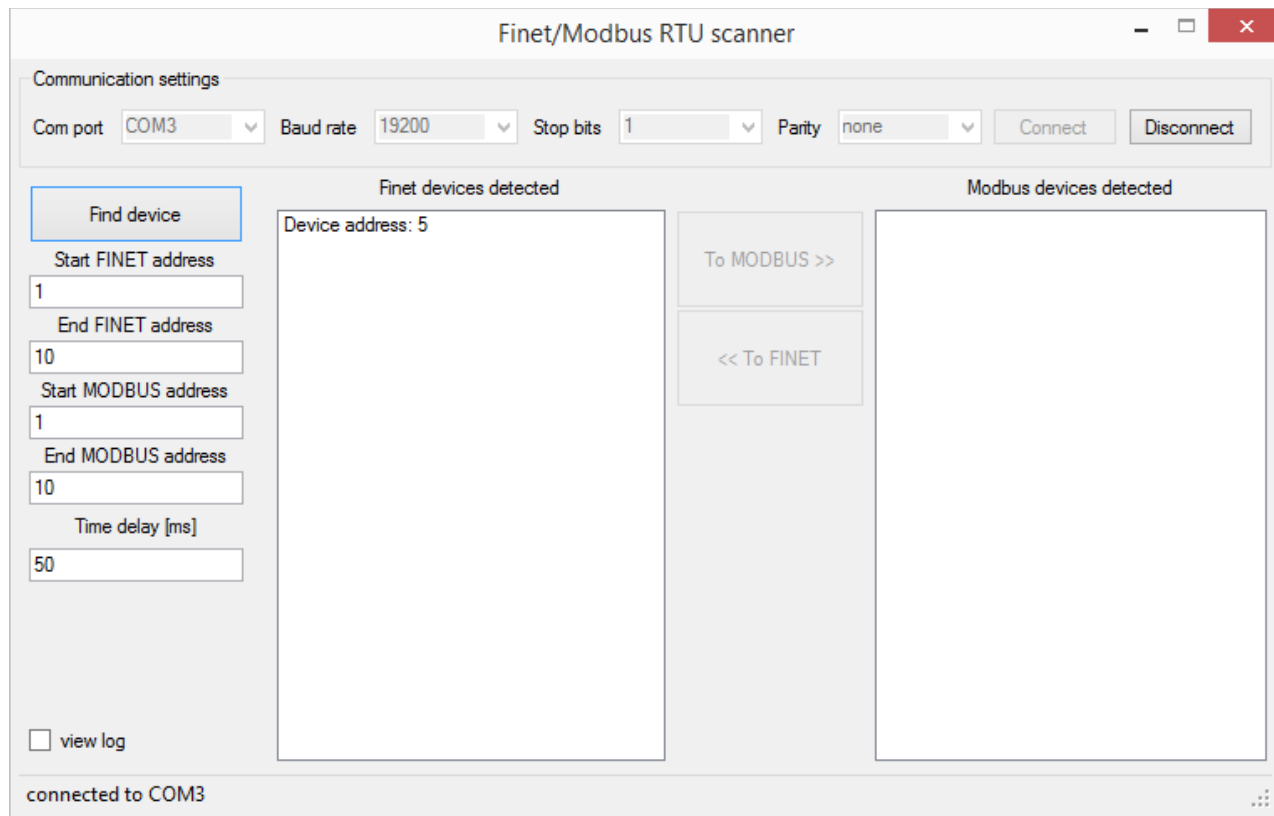 Finet/Modbus RTU scanner
Communication settings
Com port COM3 Baud rate 19200 Stop bits 1 Parity none Connect Disconnect
Find device
Start FINET address
1
End FINET address
10
Start MODBUS address
1
End MODBUS address
10
Time delay [ms]
50
view log
Finet devices detected
Device address: 5
To MODBUS >>
<< To FINET
Modbus devices detected
connected to COM3